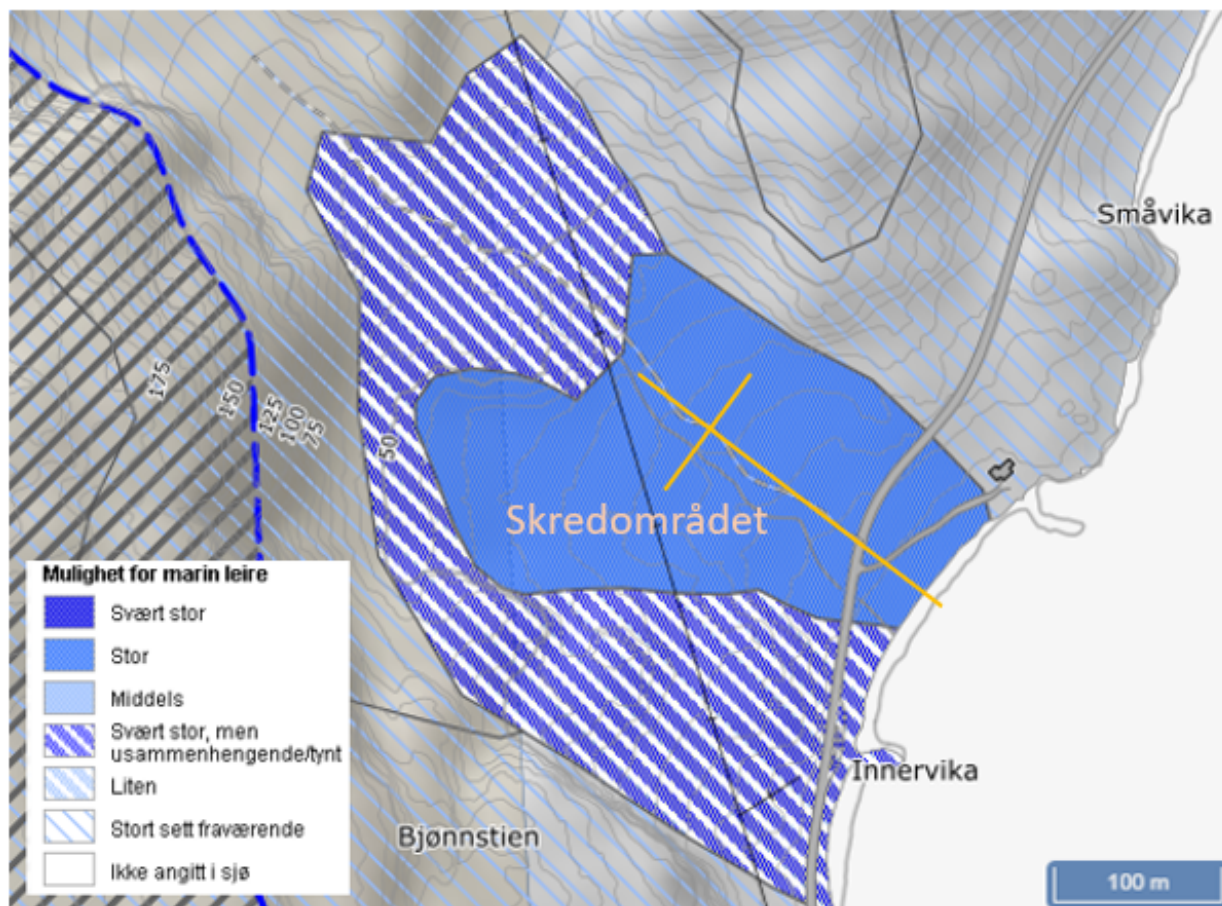 Småvika
175
150
125
100
75
50
Skredområdet
Mulighet for marin leire
Svært stor
Stor
Middels
Svært stor, men
usammenhengende/tynt
Liten
Stort sett fraværende
Ikke angitt i sjø
Innervika
Bjønnstien
100 m